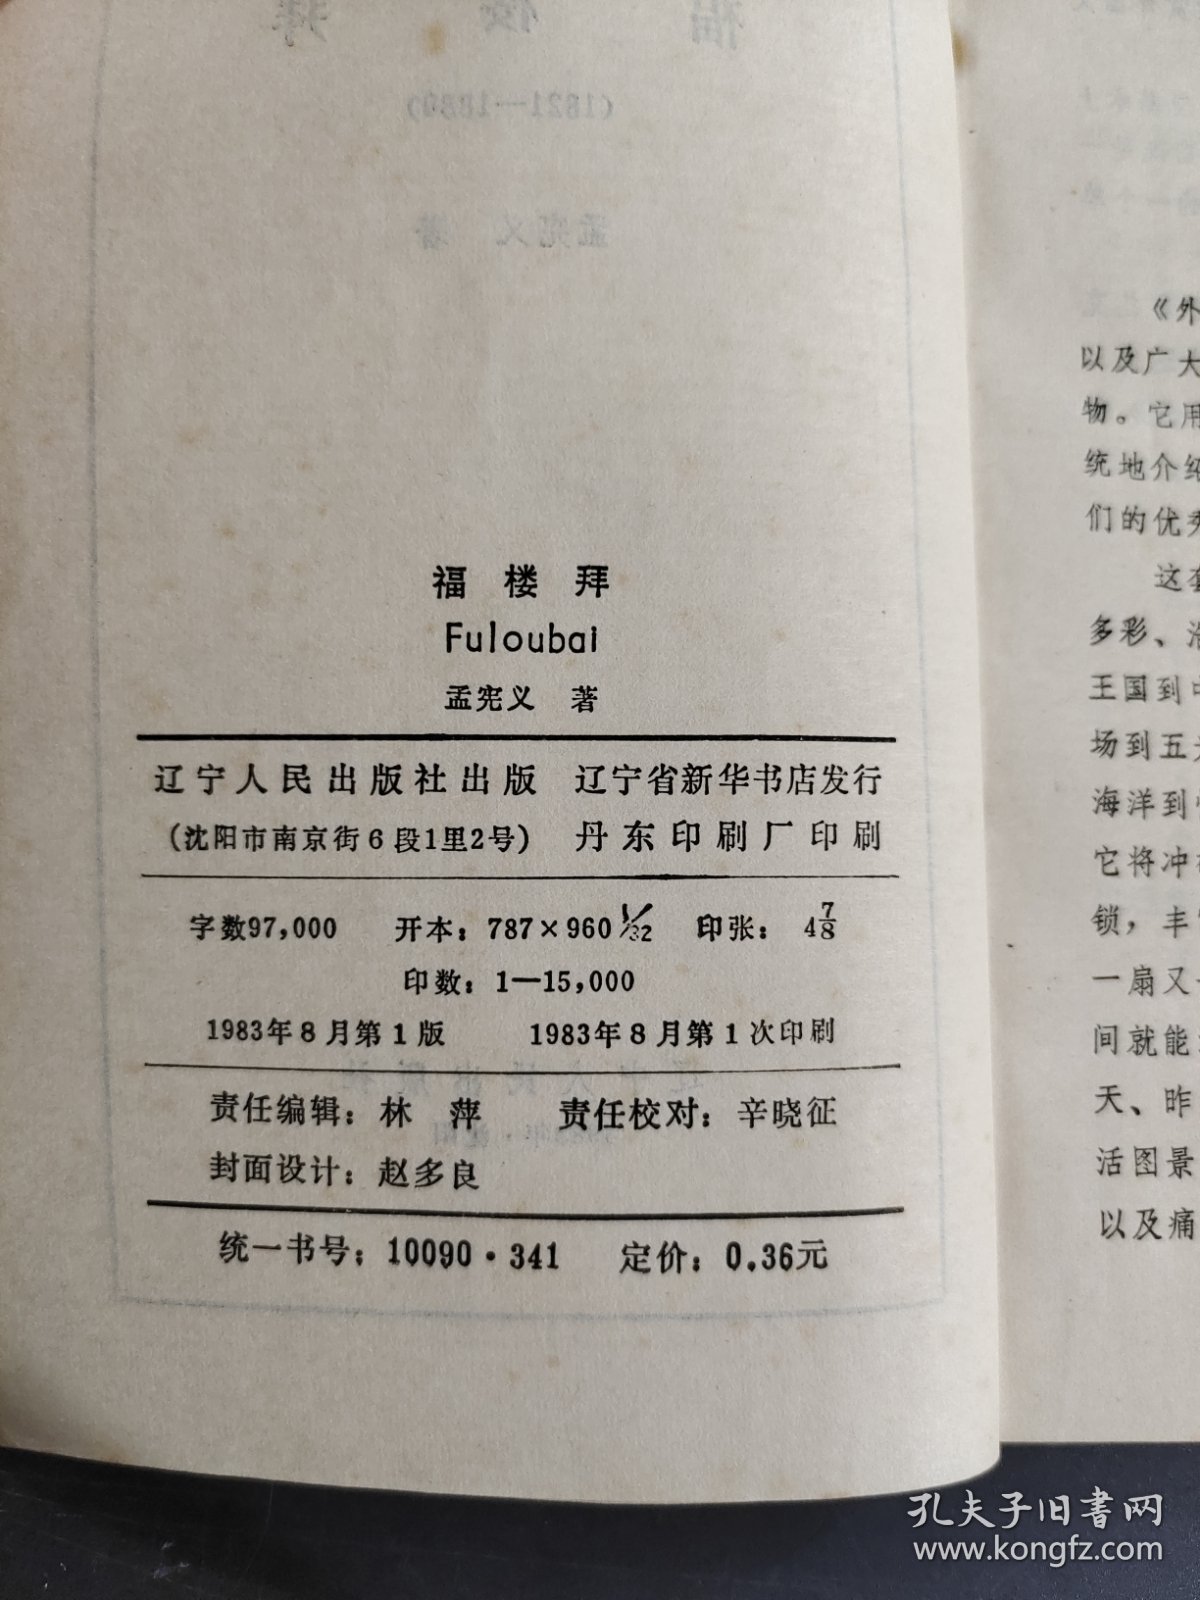 福楼拜
Fuloubai
孟宪义 著
辽宁人民出版社出版 辽宁省新华书店发行
(沈阳市南京街6段1里2号) 丹东印刷厂印刷
字数97,000 开本:787×960 1/32 印张:4 7/8
印数:1—15,000
1983年8月第1版 1983年8月第1次印刷
责任编辑:林 萍 责任校对:辛晓征
封面设计:赵多良
统一书号:10090·341 定价:0.36元
《外
以及广大
物。它用
统地介绍
们的优秀
这套
多彩、
王国到中
场到五
海洋到
它将冲
锁,丰
一扇又
间就能
天、昨
活图景
以及痛
孔夫子旧书网
www.kongfz.com